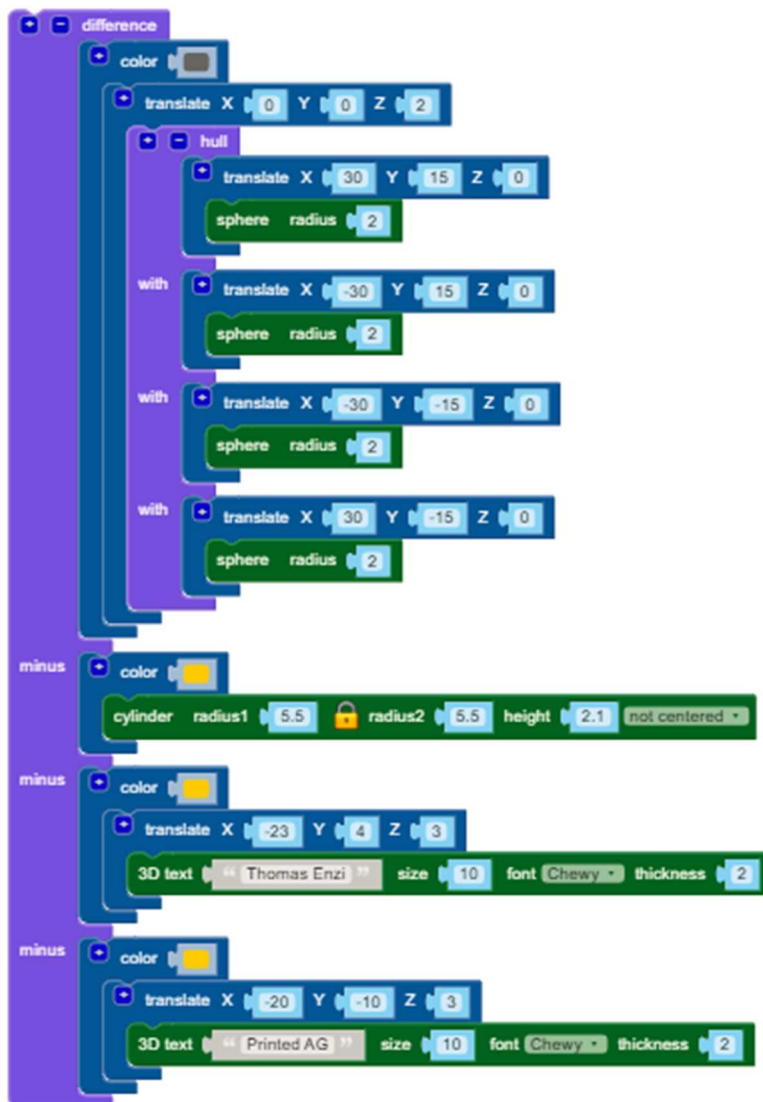 difference
color
translate X 0 Y 0 Z 2
hull
translate X 30 Y 15 Z 0
sphere radius 2
with translate X -30 Y 15 Z 0
sphere radius 2
with translate X -30 Y -15 Z 0
sphere radius 2
with translate X 30 Y -15 Z 0
sphere radius 2
minus color
cylinder radius1 5.5 radius2 5.5 height 2.1 not centered
minus color
translate X -23 Y 4 Z 3
3D text “ Thomas Enzi ” size 10 font Chewy thickness 2
minus color
translate X -20 Y -10 Z 3
3D text “ Printed AG ” size 10 font Chewy thickness 2